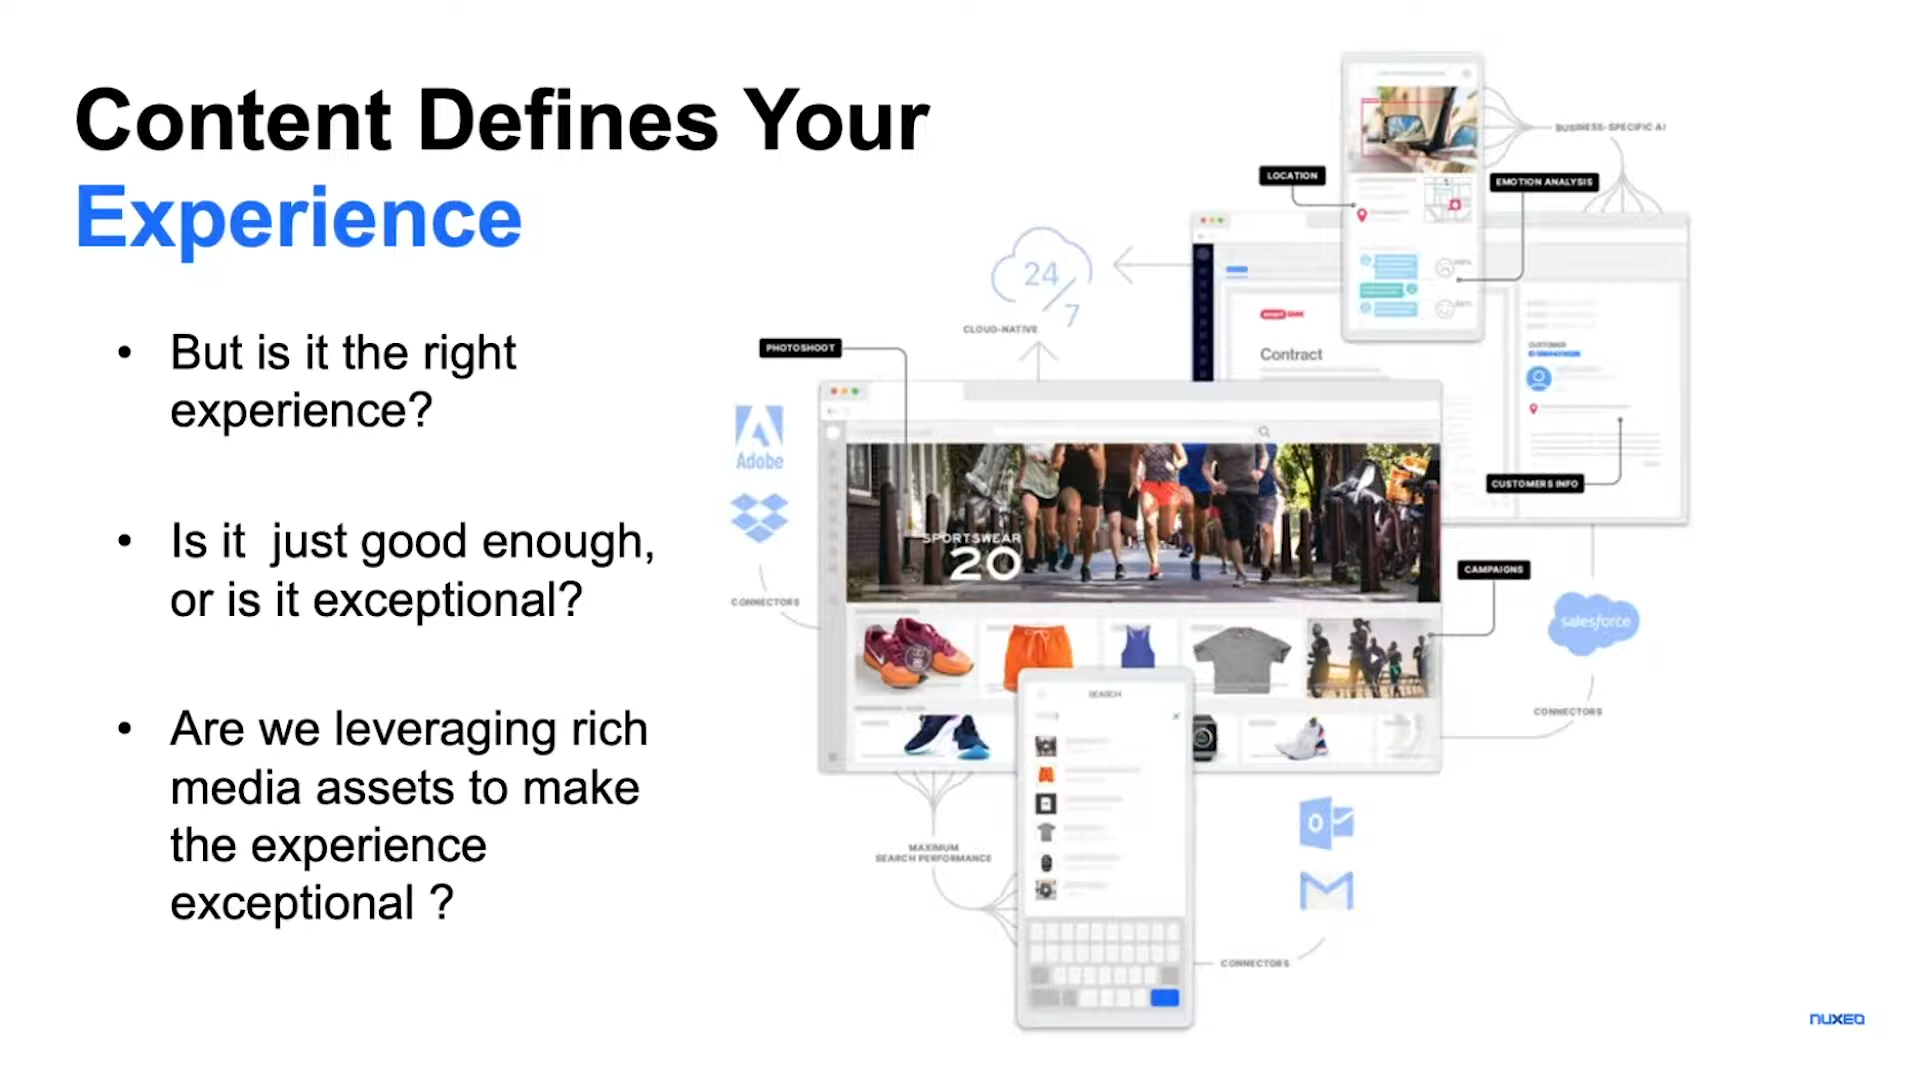 Content Defines Your
Experience
• But is it the right
experience?
• Is it  just good enough,
or is it exceptional?
• Are we leveraging rich
media assets to make
the experience
exceptional ?
BUSINESS-SPECIFIC AI
LOCATION
EMOTION ANALYSIS
24/7
CLOUD-NATIVE
PHOTOSHOOT
Contract
CUSTOMER
Adobe
CUSTOMERS INFO
SPORTSWEAR
20
CAMPAIGNS
CONNECTORS
salesforce
SEARCH
CONNECTORS
MAXIMUM
SEARCH PERFORMANCE
CONNECTORS
nuxeo